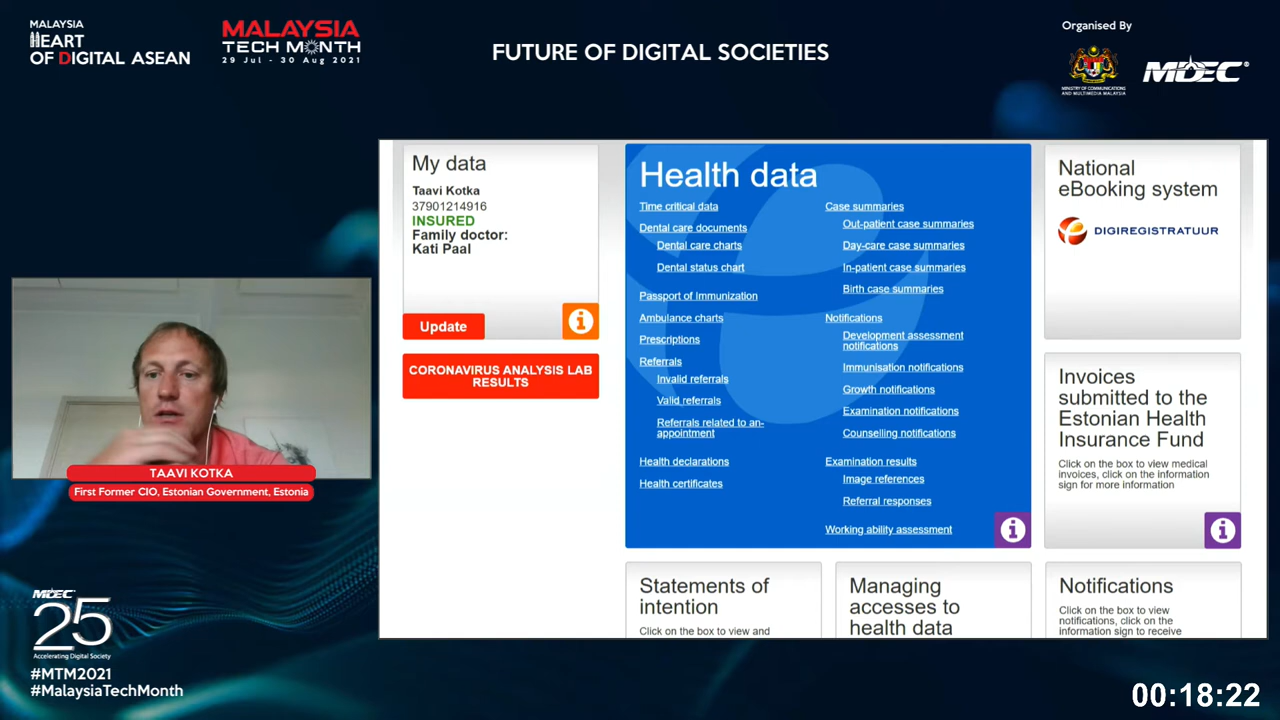 MALAYSIA
HEART
OF DIGITAL ASEAN
MALAYSIA
TECH MONTH
29 Jul - 30 Aug 2021
FUTURE OF DIGITAL SOCIETIES
Organised By
MINISTRY OF COMMUNICATIONS
AND MULTIMEDIA MALAYSIA
MDEC®
My data
Taavi Kotka
37901214916
INSURED
Family doctor:
Kati Paal
Update
i
CORONAVIRUS ANALYSIS LAB
RESULTS
Health data
Time critical data
Dental care documents
Dental care charts
Dental status chart
Passport of Immunization
Ambulance charts
Prescriptions
Referrals
Invalid referrals
Valid referrals
Referrals related to an-
appointment
Health declarations
Health certificates
Case summaries
Out-patient case summaries
Day-care case summaries
In-patient case summaries
Birth case summaries
Notifications
Development assessment
notifications
Immunisation notifications
Growth notifications
Examination notifications
Counselling notifications
Examination results
Image references
Referral responses
Working ability assessment
i
National
eBooking system
DIGIREGISTRATUUR
Invoices
submitted to the
Estonian Health
Insurance Fund
Click on the box to view medical
invoices, click on the information
sign for more information
i
Statements of
intention
Click on the box to view and
Managing
accesses to
health data
Notifications
Click on the box to view
notifications, click on the
information sign to receive
TAAVI KOTKA
First Former CIO, Estonian Government, Estonia
MDEC
25
Accelerating Digital Society
#MTM2021
#MalaysiaTechMonth
00:18:22